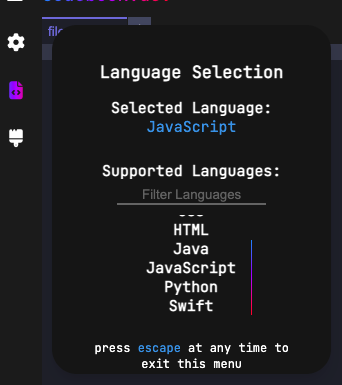 file
Language Selection
Selected Language:
JavaScript
Supported Languages:
Filter Languages
HTML
Java
JavaScript
Python
Swift
press escape at any time to
exit this menu